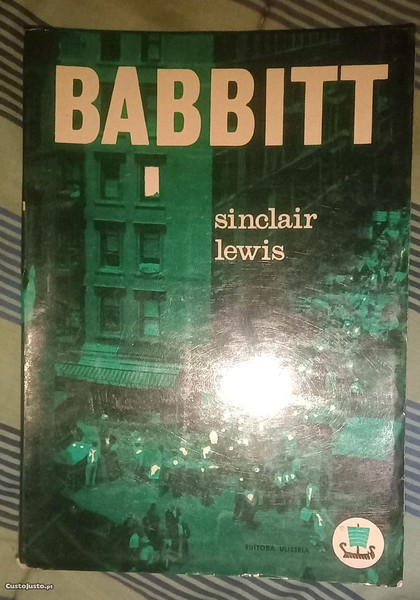 BABBITT
sinclair
lewis
EDITORA ULISSEIA
CustoJusto.pt